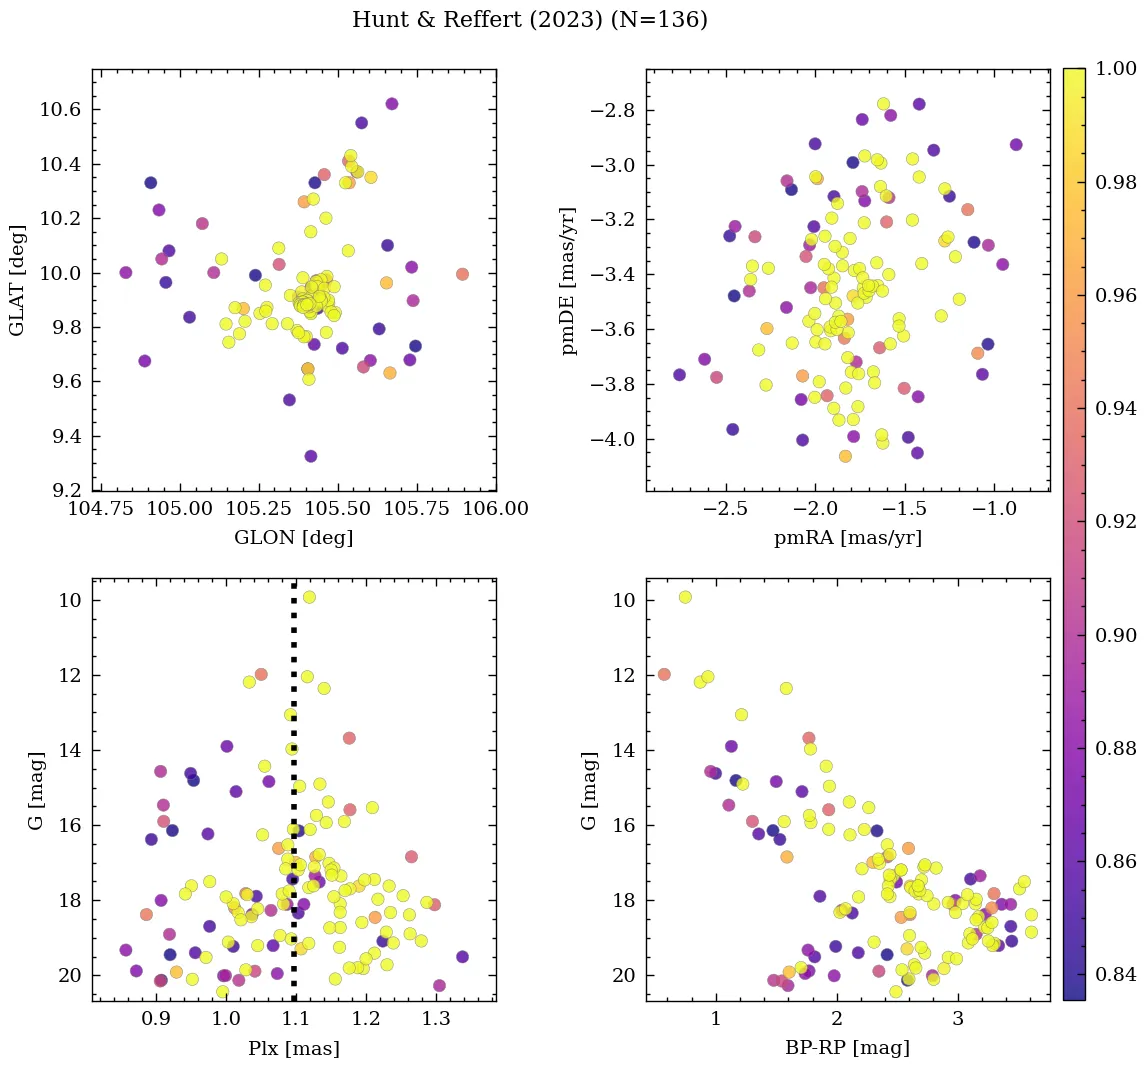 Hunt & Reffert (2023) (N=136)
10.6
10.4
10.2
10.0
9.8
9.6
9.4
9.2
GLAT [deg]
104.75 105.00 105.25 105.50 105.75 106.00
GLON [deg]
−2.8
−3.0
−3.2
−3.4
−3.6
−3.8
−4.0
pmDE [mas/yr]
−2.5 −2.0 −1.5 −1.0
pmRA [mas/yr]
10
12
14
16
18
20
G [mag]
0.9 1.0 1.1 1.2 1.3
Plx [mas]
10
12
14
16
18
20
G [mag]
1 2 3
BP-RP [mag]
1.00
0.98
0.96
0.94
0.92
0.90
0.88
0.86
0.84